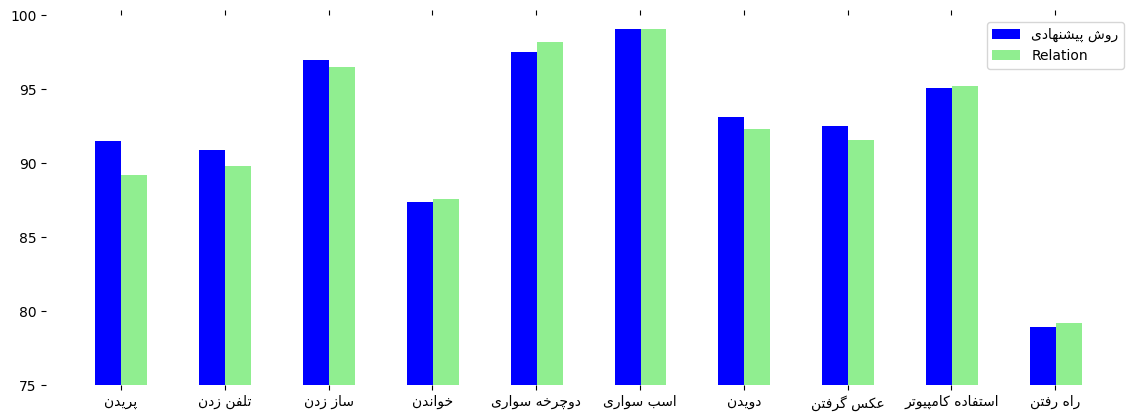 100
95
90
85
80
75
روش پیشنهادی
Relation
پریدن
تلفن زدن
ساز زدن
خواندن
دوچرخه سواری
اسب سواری
دویدن
عکس گرفتن
استفاده کامپیوتر
راه رفتن